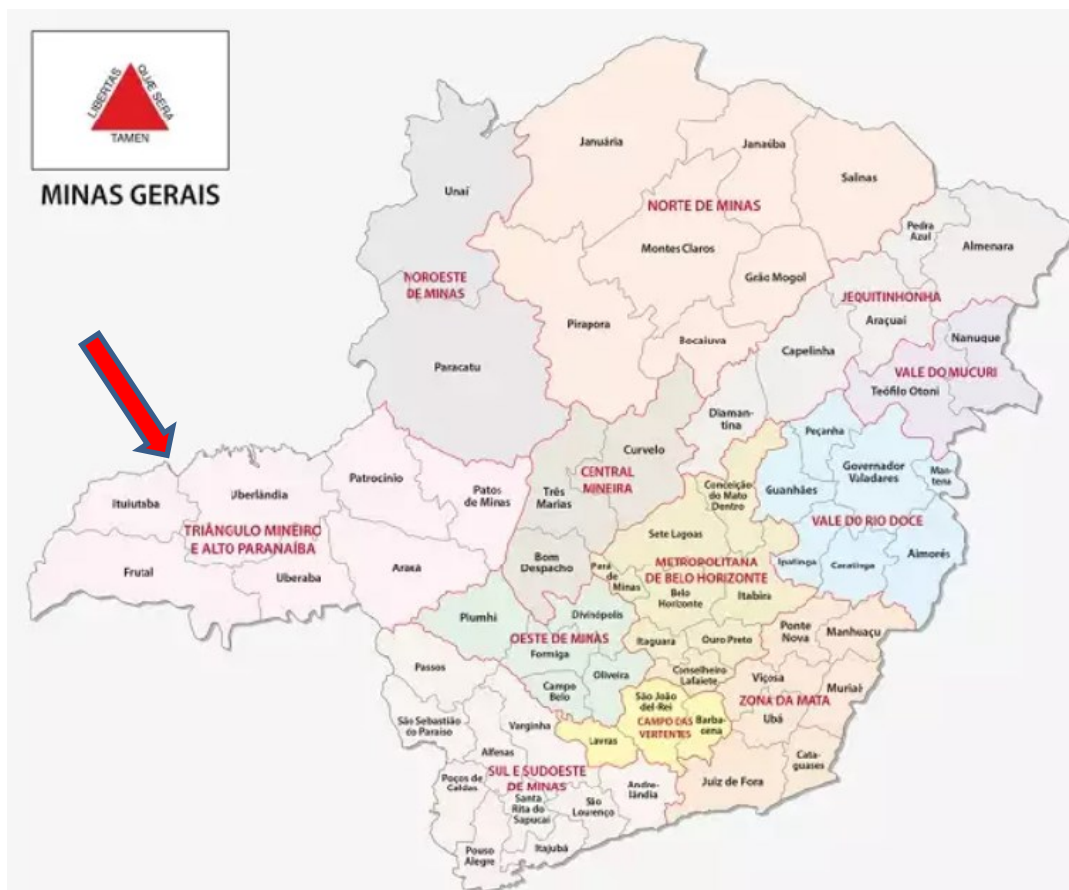 LIBERTAS
QUÆ SERA
TAMEN
MINAS GERAIS
Januária
Janaúba
Salinas
Unaí
NORTE DE MINAS
Pedra
Azul
Almenara
Montes Claros
Grão Mogol
NOROESTE
DE MINAS
JEQUITINHONHA
Araçuaí
Pirapora
Bocaiuva
Nanuque
Capelinha
Paracatu
VALE DO MUCURI
Teófilo Otoni
Diaman-
tina
Peçanha
Curvelo
Governador
Valadares
Man-
tena
Patrocínio
CENTRAL
MINEIRA
Conceição
do Mato
Dentro
Guanhães
Uberlândia
Ituiutaba
Patos
de Minas
Três
Marias
VALE DO RIO DOCE
TRIÂNGULO MINEIRO
E ALTO PARANAÍBA
Sete Lagoas
Aimorés
Frutal
Uberaba
Araxá
Bom
Despacho
Pará
de
Minas
METROPOLITANA
DE BELO HORIZONTE
Ipatinga
Caratinga
Belo
Horizonte
Itabira
Piumhi
Divinópolis
OESTE DE MINAS
Formiga
Itaguara
Ouro Preto
Ponte
Nova
Manhuaçu
Passos
Campo
Belo
Oliveira
Conselheiro
Lafaiete
Viçosa
Muriaé
São João
del-Rei
ZONA DA MATA
São Sebastião
do Paraíso
Varginha
CAMPO DAS
VERTENTES
Barba-
cena
Ubá
Lavras
Alfenas
Cata-
guases
SUL E SUDOESTE
DE MINAS
Poços de
Caldas
Andre-
lândia
Juiz de Fora
Santa
Rita do
Sapucaí
São
Lourenço
Pouso
Alegre
Itajubá